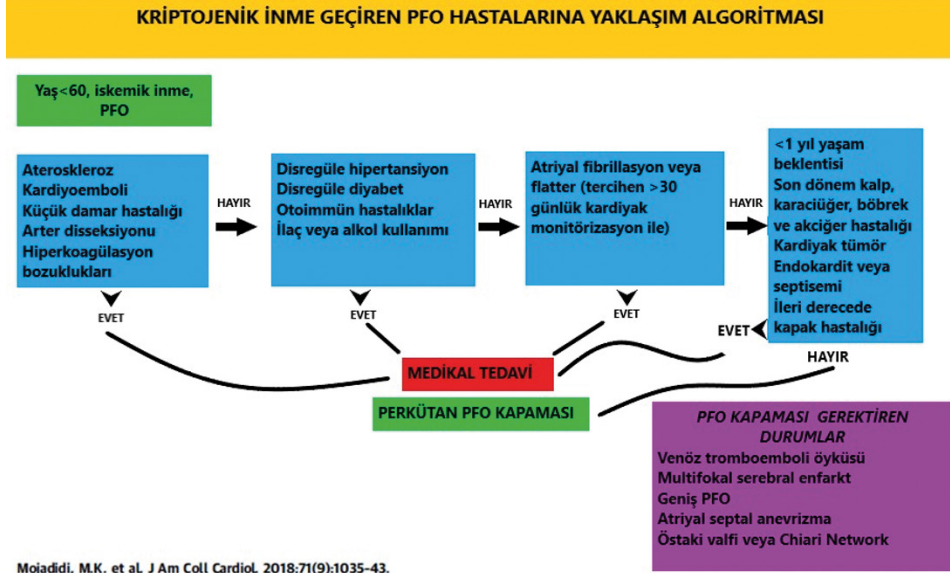 KRİPTOJENİK İNME GEÇİREN PFO HASTALARINA YAKLAŞIM ALGORİTMASI
Yaş<60, iskemik inme,
PFO
Ateroskleroz
Kardiyoemboli
Küçük damar hastalığı
Arter disseksiyonu
Hiperkoagülasyon
bozuklukları
HAYIR
Disregüle hipertansiyon
Disregüle diyabet
Otoimmün hastalıklar
İlaç veya alkol kullanımı
HAYIR
Atriyal fibrillasyon veya
flatter (tercihen >30
günlük kardiyak
monitörizasyon ile)
HAYIR
<1 yıl yaşam
beklentisi
Son dönem kalp,
karaciüğer, böbrek
ve akciğer hastalığı
Kardiyak tümör
Endokardit veya
septisemi
İleri derecede
kapak hastalığı
EVET
EVET
EVET
EVET
HAYIR
MEDİKAL TEDAVİ
PERKÜTAN PFO KAPAMASI
PFO KAPAMASI GEREKTİREN
DURUMLAR
Venöz tromboemboli öyküsü
Multifokal serebral enfarkt
Geniş PFO
Atriyal septal anevrizma
Östaki valfi veya Chiari Network
Mojadidi, M.K. et al. J Am Coll Cardiol. 2018;71(9):1035-43.